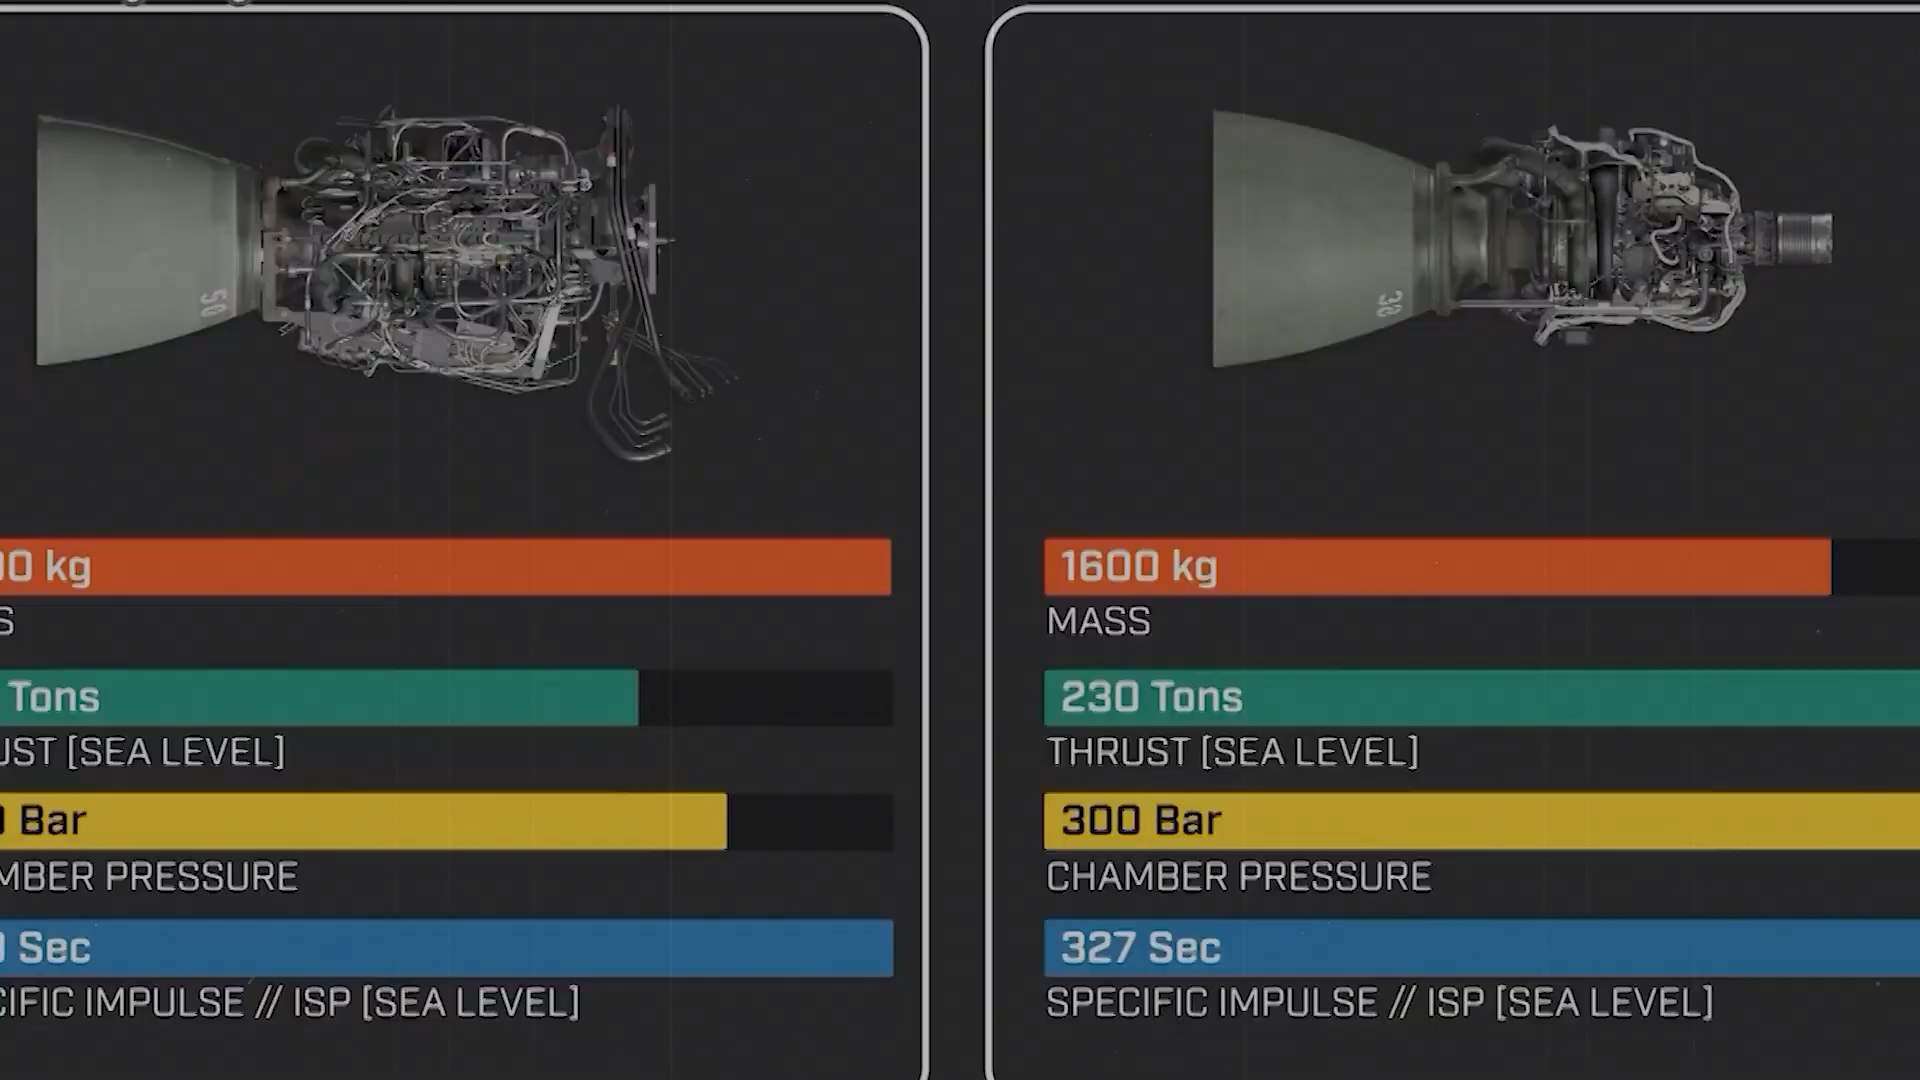 50
30
0 kg
1600 kg
S
MASS
Tons
230 Tons
UST [SEA LEVEL]
THRUST [SEA LEVEL]
Bar
300 Bar
MBER PRESSURE
CHAMBER PRESSURE
Sec
327 Sec
CIFIC IMPULSE // ISP [SEA LEVEL]
SPECIFIC IMPULSE // ISP [SEA LEVEL]